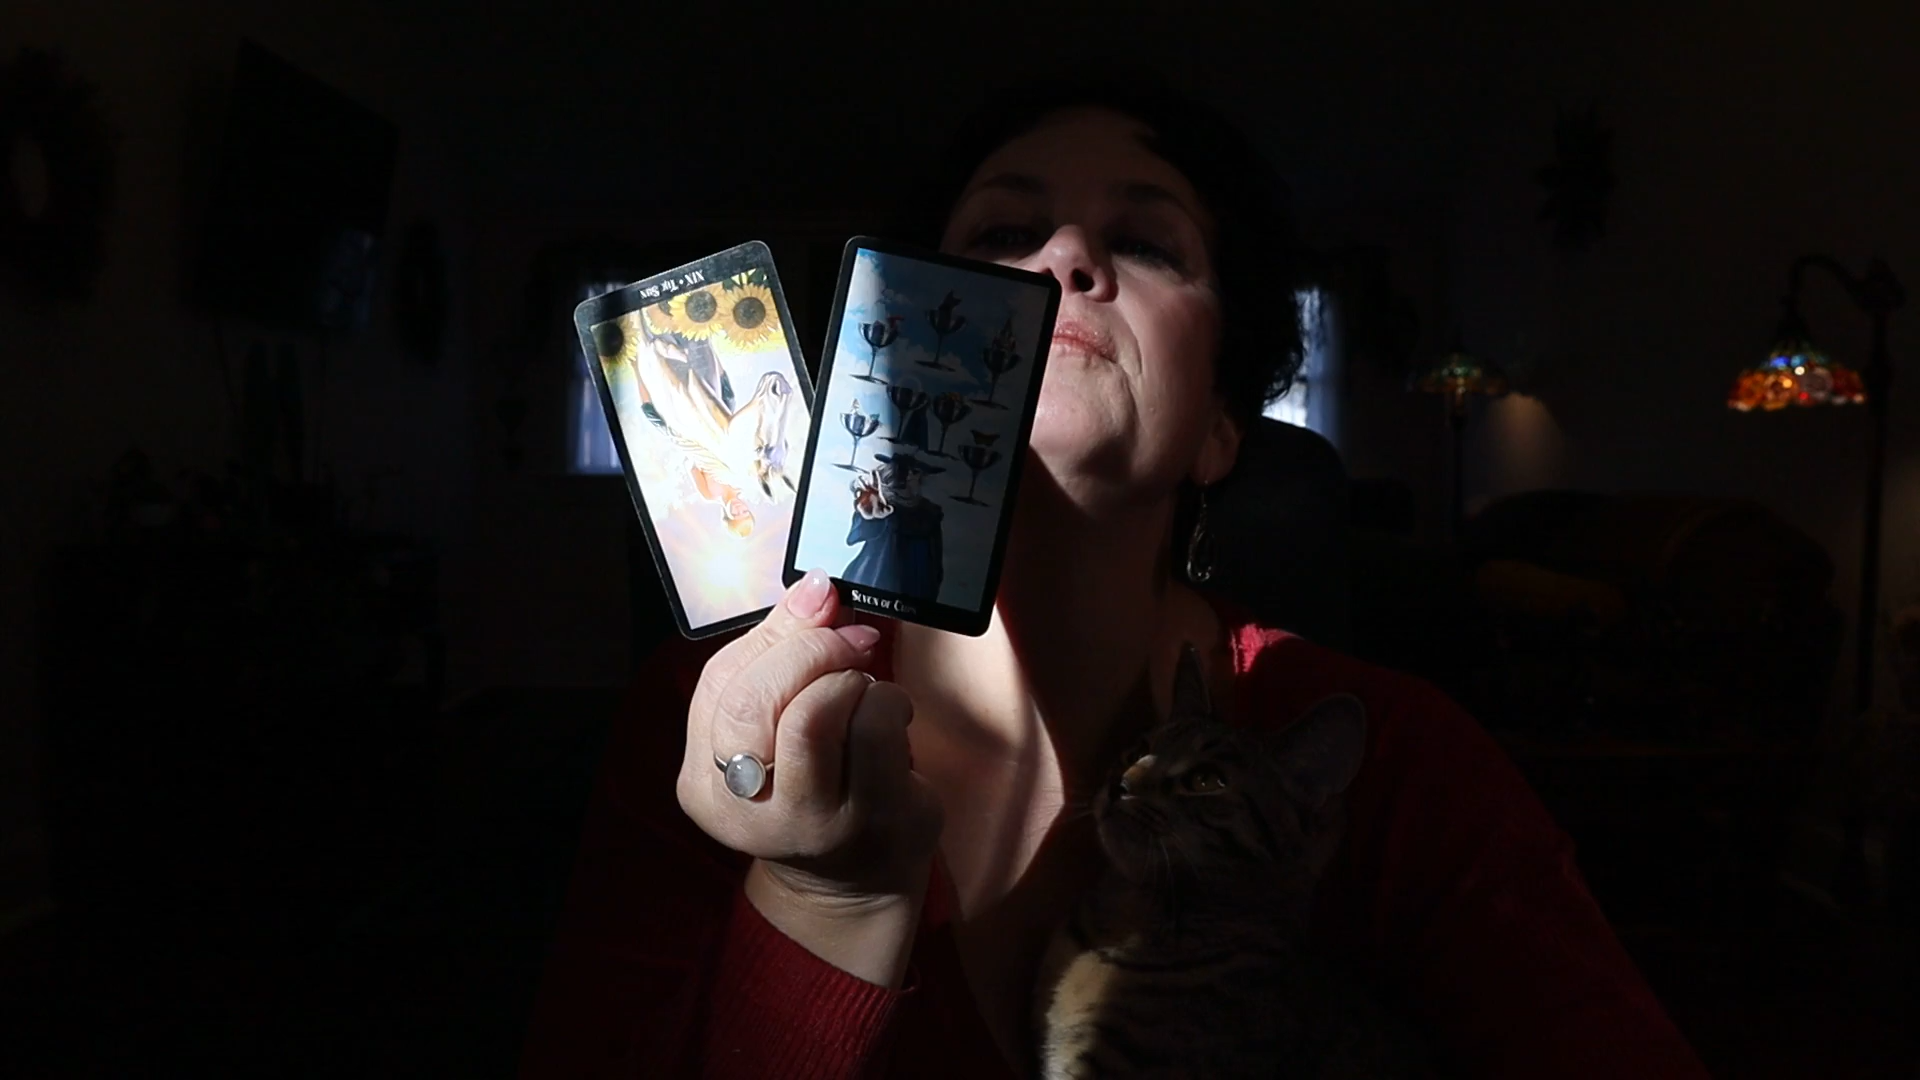 XIX • The Sun
Seven of Cups